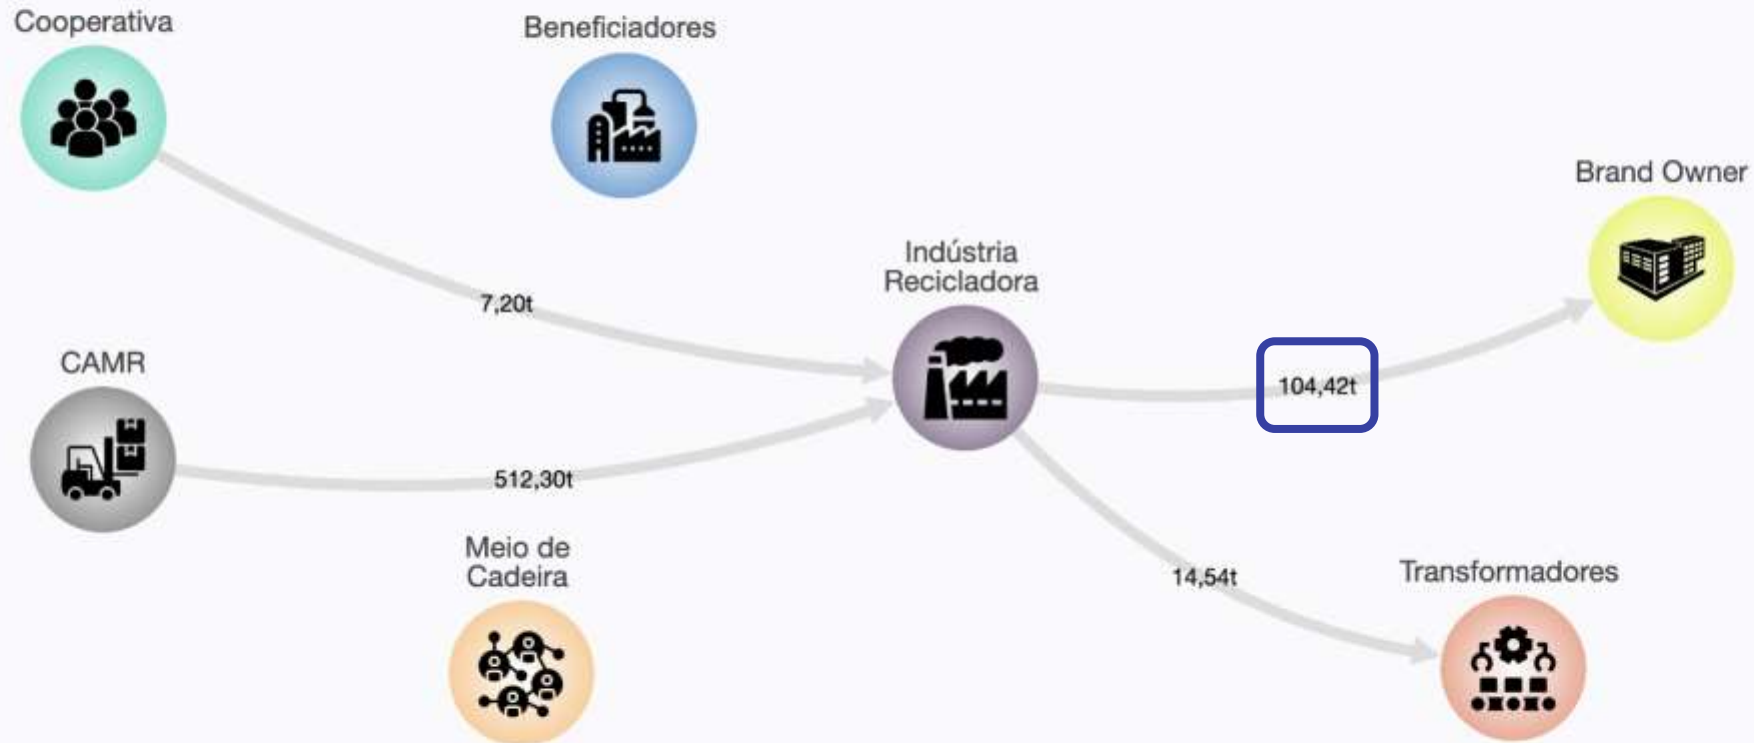 Cooperativa
Beneficiadores
Brand Owner
Indústria
Recicladora
7,20t
CAMR
104,42t
512,30t
Meio de
Cadeira
14,54t
Transformadores